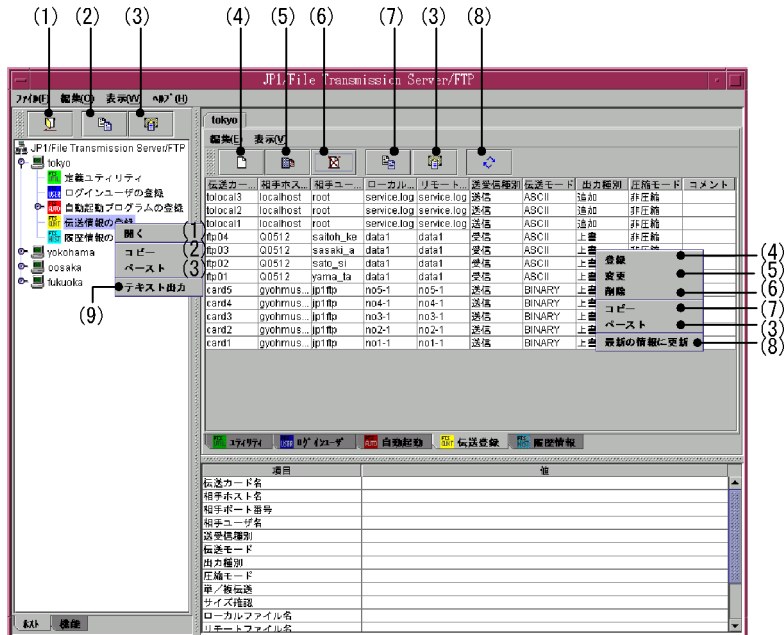 (1) (2) (3) (4) (5) (6) (7) (3) (8)
JP1/File Transmission Server/FTP
ファイル(F) 編集(O) 表示(W) ヘルプ(H)
JP1/File Transmission Server/FTP
tokyo
定義ユティリティ
ログインユーザの登録
自動起動プログラムの登録
伝送情報の登録
履歴情報の
yokohama
oosaka
fukuoka
開く (1)
コピー (2)
ペースト (3)
テキスト出力
(9)
ホスト 機能
tokyo
編集(E) 表示(V)
伝送カー... 相手ホス... 相手ユー... ローカル... リモート... 送受信種別 伝送モード 出力種別 圧縮モード コメント
tolocal3 localhost root service.log service.log 送信 ASCII 追加 非圧縮
tolocal2 localhost root service.log service.log 送信 ASCII 追加 非圧縮
tolocal1 localhost root service.log service.log 送信 ASCII 追加 非圧縮
ftp04 Q0512 saitoh_ke data1 data1 受信 ASCII 上書 非圧縮
ftp03 Q0512 sasaki_a data1 data1 受信 ASCII 上書
ftp02 Q0512 sato_si data1 data1 受信 ASCII 上書
ftp01 Q0512 yama_ta data1 data1 受信 ASCII 上書
card5 gyohmus... jp1ftp no5-1 no5-1 送信 BINARY 上書
card4 gyohmus... jp1ftp no4-1 no4-1 送信 BINARY 上書
card3 gyohmus... jp1ftp no3-1 no3-1 送信 BINARY 上書
card2 gyohmus... jp1ftp no2-1 no2-1 送信 BINARY 上書
card1 gyohmus... jp1ftp no1-1 no1-1 送信 BINARY 上書
登録 (4)
変更 (5)
削除 (6)
コピー (7)
ペースト (3)
最新の情報に更新 (8)
ユティリティ ログインユーザ 自動起動 伝送登録 履歴情報
項目 値
伝送カード名
相手ホスト名
相手ポート番号
相手ユーザ名
送受信種別
伝送モード
出力種別
圧縮モード
単/複伝送
サイズ確認
ローカルファイル名
リモートファイル名